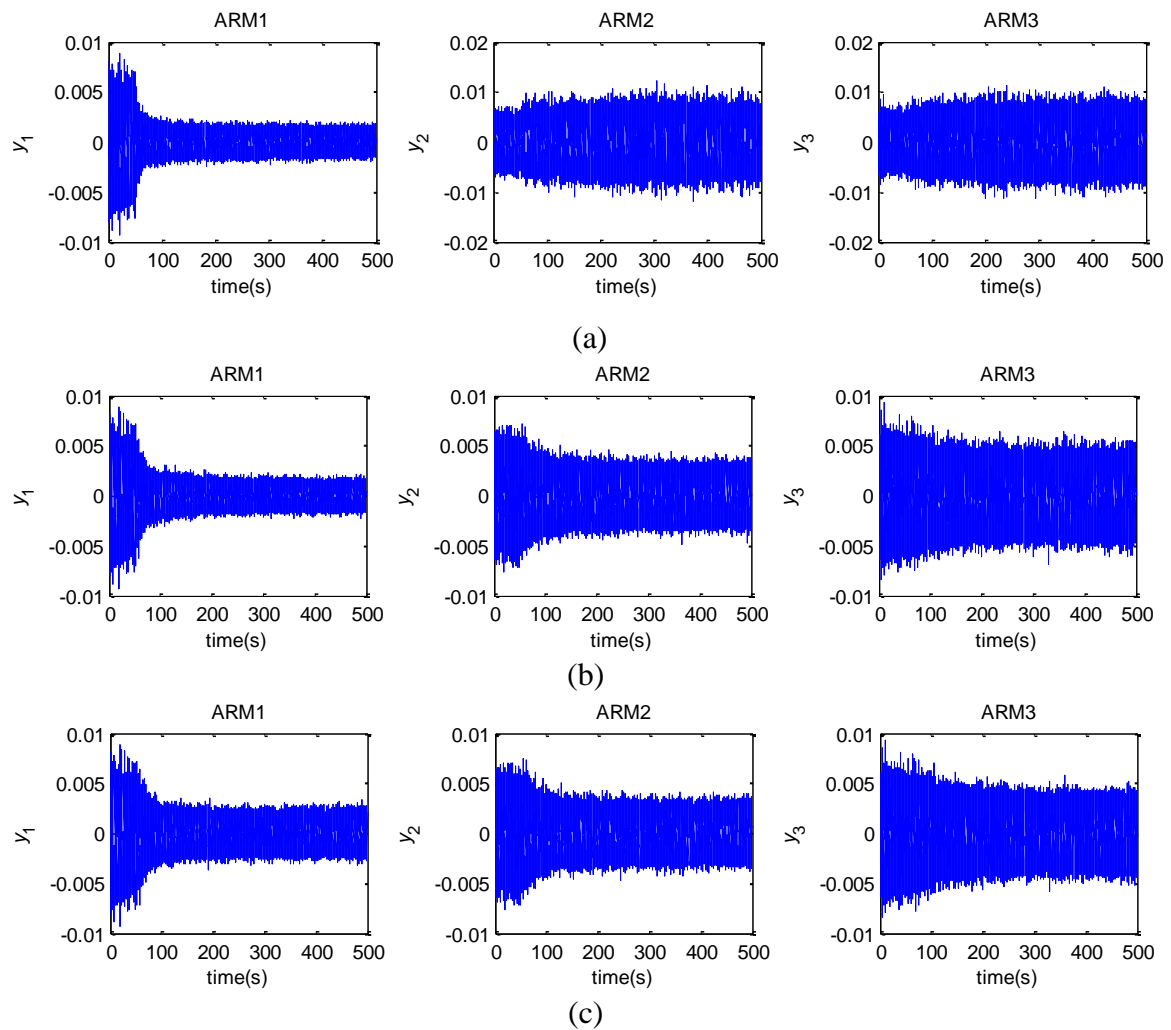 ARM1 ARM2 ARM3
0.01 0.02 0.02
0.005 0.01 0.01
y1 0 y2 0 y3 0
-0.005 -0.01 -0.01
-0.01 -0.02 -0.02
0 100 200 300 400 500 0 100 200 300 400 500 0 100 200 300 400 500
time(s) time(s) time(s)
(a)
ARM1 ARM2 ARM3
0.01 0.01 0.01
0.005 0.005 0.005
y1 0 y2 0 y3 0
-0.005 -0.005 -0.005
-0.01 -0.01 -0.01
0 100 200 300 400 500 0 100 200 300 400 500 0 100 200 300 400 500
time(s) time(s) time(s)
(b)
ARM1 ARM2 ARM3
0.01 0.01 0.01
0.005 0.005 0.005
y1 0 y2 0 y3 0
-0.005 -0.005 -0.005
-0.01 -0.01 -0.01
0 100 200 300 400 500 0 100 200 300 400 500 0 100 200 300 400 500
time(s) time(s) time(s)
(c)